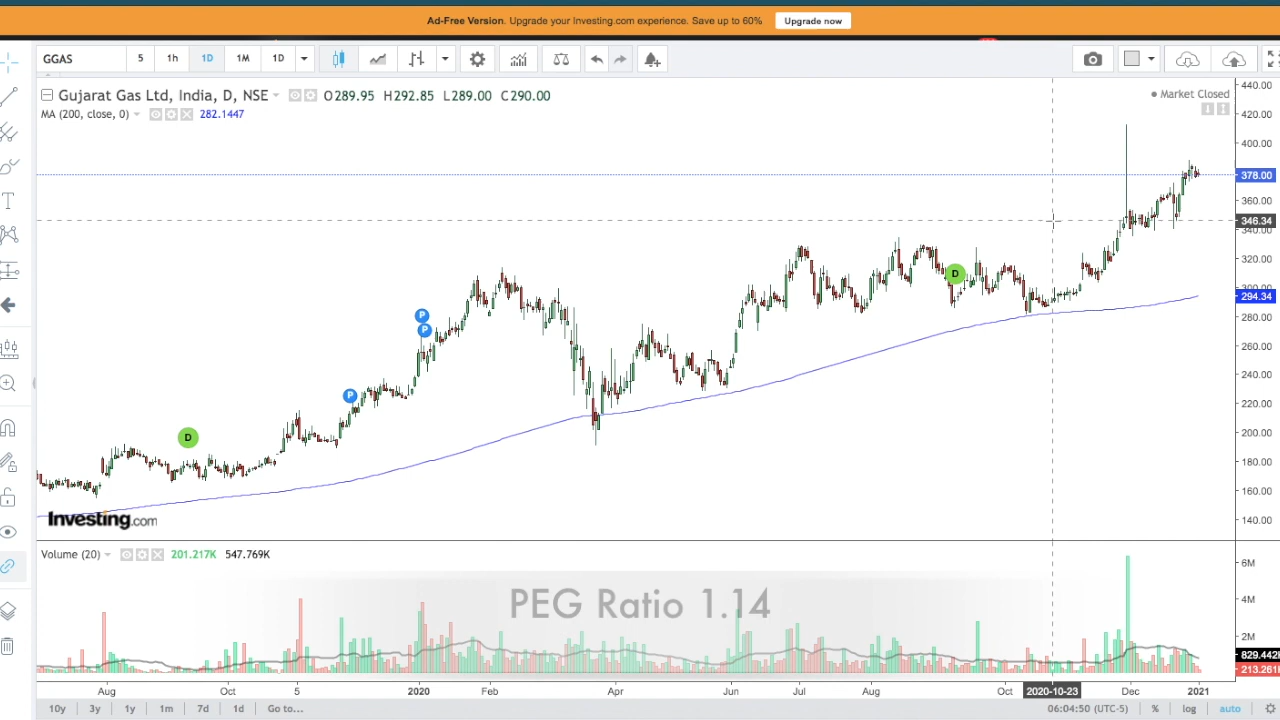 Ad-Free Version. Upgrade your Investing.com experience. Save up to 60% Upgrade now
GGAS 5 1h 1D 1M 1D
Gujarat Gas Ltd, India, D, NSE O289.95 H292.85 L289.00 C290.00
Market Closed
MA (200, close, 0) 282.1447
440.00
420.00
400.00
378.00
360.00
346.34
340.00
320.00
300.00
294.34
280.00
260.00
240.00
220.00
200.00
180.00
160.00
140.00
D
P
P
P
D
Investing.com
Volume (20) 201.217K 547.769K
6M
4M
2M
829.442K
213.261K
PEG Ratio 1.14
Aug Oct 5 2020 Feb Apr Jun Jul Aug Oct 2020-10-23 Dec 2021
10y 3y 1y 1m 7d 1d Go to... 06:04:50 (UTC-5) % log auto